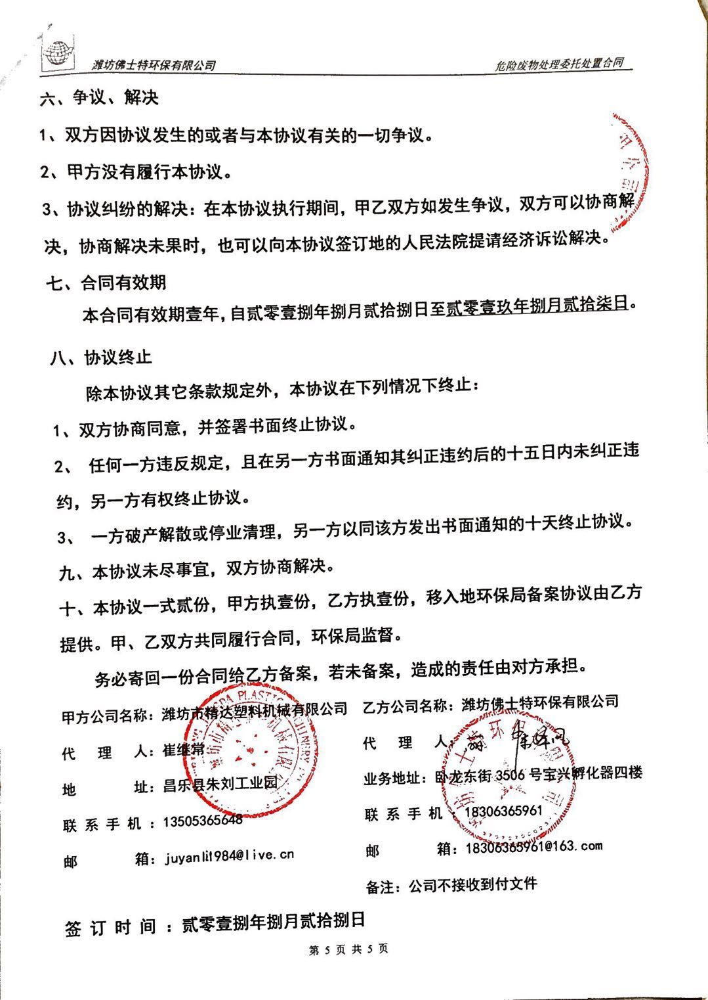 潍坊佛士特环保有限公司 危险废物处理委托处置合同
六、争议、解决
1、双方因协议发生的或者与本协议有关的一切争议。
2、甲方没有履行本协议。
3、协议纠纷的解决：在本协议执行期间，甲乙双方如发生争议，双方可以协商解
决，协商解决未果时，也可以向本协议签订地的人民法院提请经济诉讼解决。
七、合同有效期
本合同有效期壹年，自贰零壹捌年捌月贰拾捌日至贰零壹玖年捌月贰拾柒日。
八、协议终止
除本协议其它条款规定外，本协议在下列情况下终止：
1、双方协商同意，并签署书面终止协议。
2、 任何一方违反规定，且在另一方书面通知其纠正违约后的十五日内未纠正违
约，另一方有权终止协议。
3、 一方破产解散或停业清理，另一方以同该方发出书面通知的十天终止协议。
九、本协议未尽事宜，双方协商解决。
十、本协议一式贰份，甲方执壹份，乙方执壹份，移入地环保局备案协议由乙方
提供。甲、乙双方共同履行合同，环保局监督。
务必寄回一份合同给乙方备案，若未备案，造成的责任由对方承担。
甲方公司名称：潍坊市精达塑料机械有限公司 乙方公司名称：潍坊佛士特环保有限公司
代 理 人：崔继常 代 理 人：
地 址：昌乐县朱刘工业园 业务地址：卧龙东街 3506 号宝兴孵化器四楼
联 系 手 机 ：13505365648 联 系 手 机 ：18306365961
邮 箱：juyanli1984@live.cn 邮 箱：18306365961@163.com
备注：公司不接收到付文件
签 订 时 间 ：贰零壹捌年捌月贰拾捌日
第 5 页 共 5 页